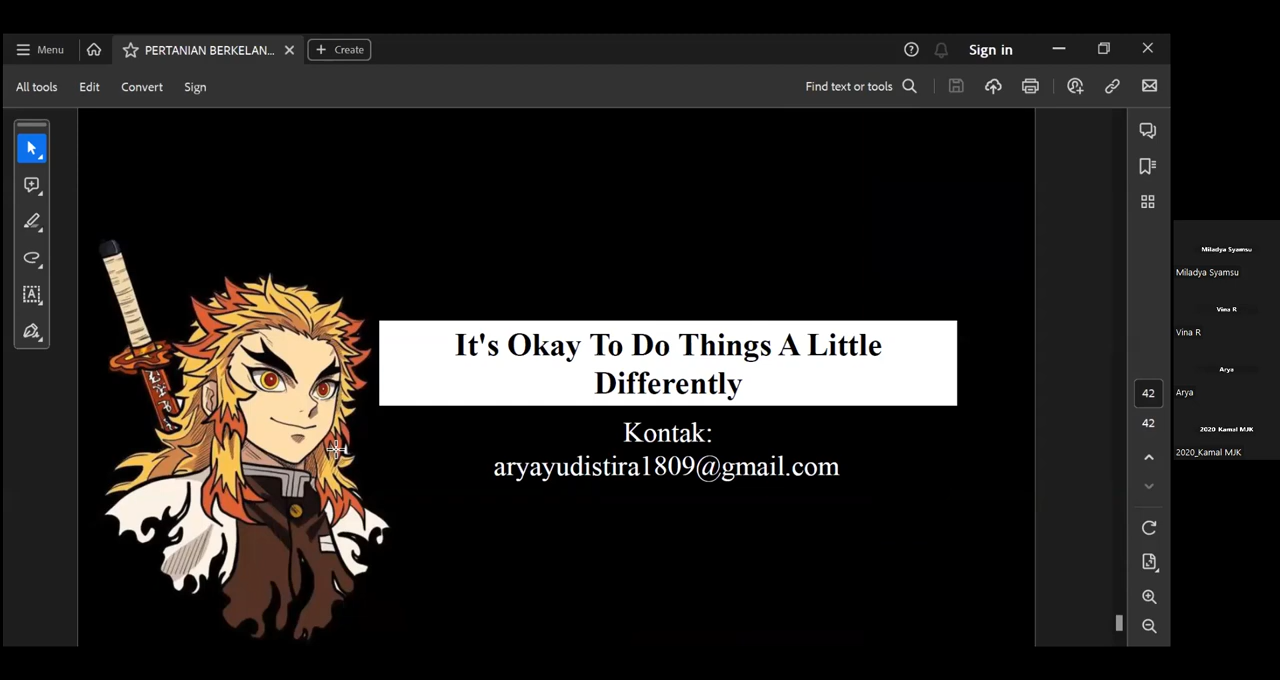 Menu
PERTANIAN BERKELAN...
Create
Sign in
All tools
Edit
Convert
Sign
Find text or tools
It's Okay To Do Things A Little
Differently
Kontak:
aryayudistira1809@gmail.com
42
42
Miladya Syamsu
Miladya Syamsu
Vina R
Vina R
Arya
Arya
2020 Kamal MJK
2020_Kamal MJK